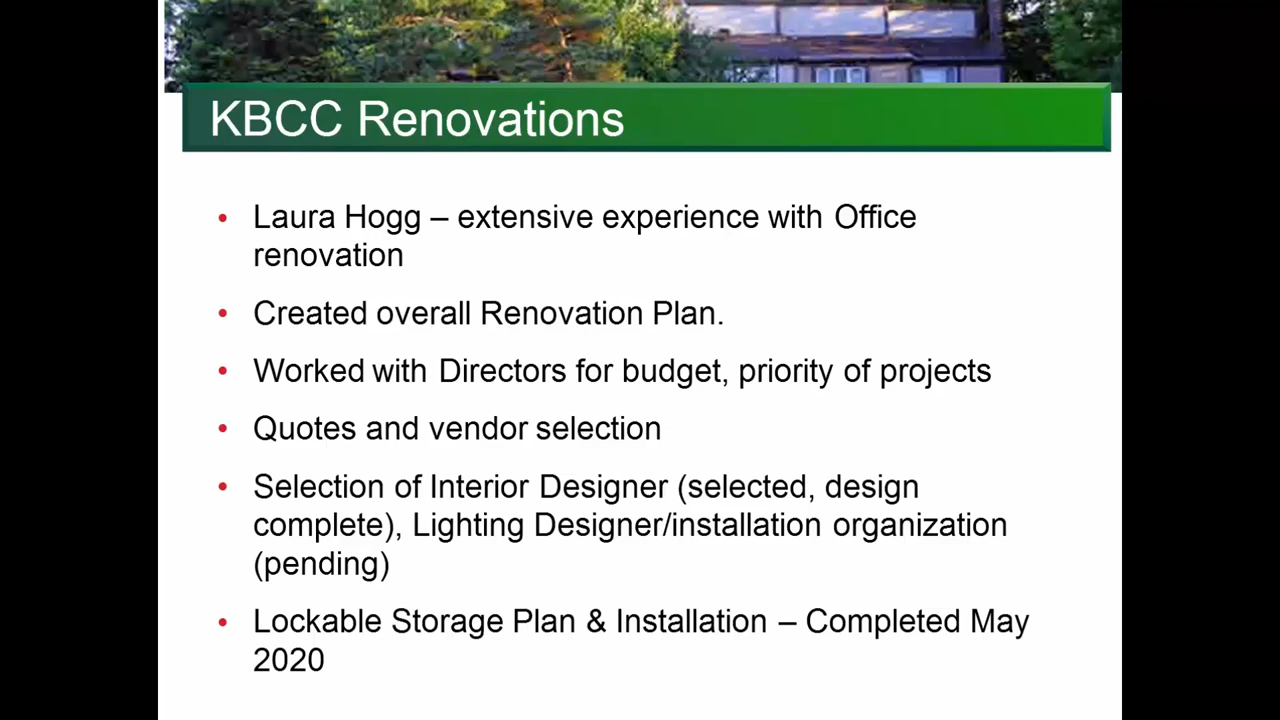 KBCC Renovations
• Laura Hogg – extensive experience with Office
renovation
• Created overall Renovation Plan.
• Worked with Directors for budget, priority of projects
• Quotes and vendor selection
• Selection of Interior Designer (selected, design
complete), Lighting Designer/installation organization
(pending)
• Lockable Storage Plan & Installation – Completed May
2020